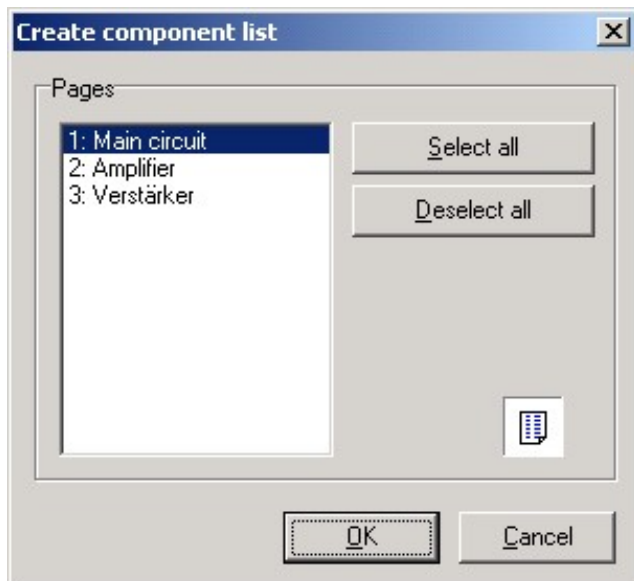 Create component list
Pages
1: Main circuit
2: Amplifier
3: Verstärker
Select all
Deselect all
OK
Cancel